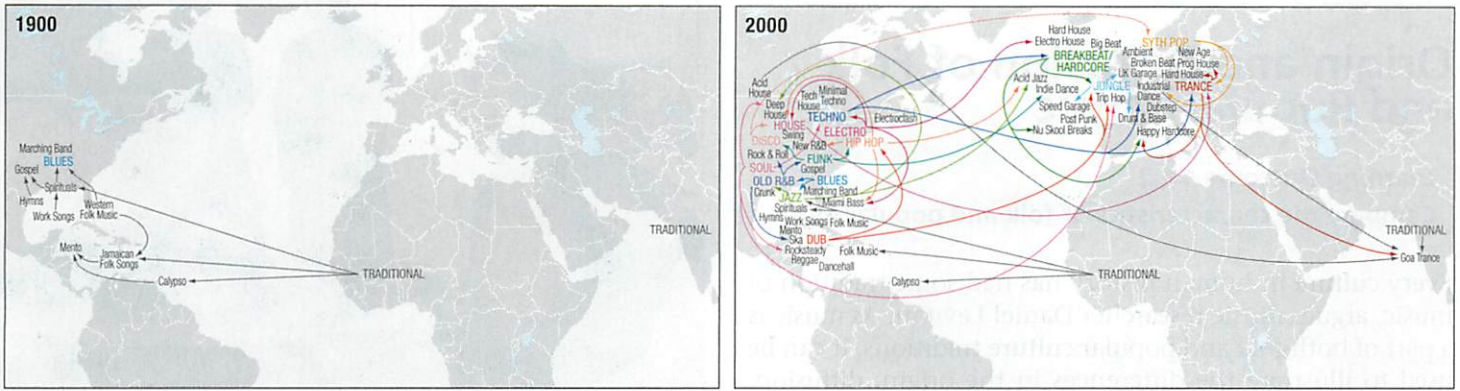 1900
Marching Band
BLUES
Gospel
Spirituals
Hymns
Western
Folk Music
Work Songs
Mento
Jamaican
Folk Songs
Calypso
TRADITIONAL
TRADITIONAL
2000
Hard House
Electro House
Big Beat
SYTH POP
BREAKBEAT/
HARDCORE
Ambient
New Age
Broken Beat
Prog House
UK Garage
Hard House
Acid Jazz
Indie Dance
JUNGLE
Industrial
Dance
TRANCE
Speed Garage
Trip Hop
Dubstep
Post Punk
Drum & Base
Nu Skool Breaks
Happy Hardcore
Acid
House
Deep
House
Tech
House
Minimal
Techno
TECHNO
Electroclash
HOUSE
Swing
ELECTRO
DISCO
New R&B
HIP HOP
Rock & Roll
FUNK
SOUL
Gospel
OLD R&B
BLUES
Crunk
Marching Band
JAZZ
Miami Bass
Spirituals
Hymns
Work Songs
Folk Music
Mento
Ska
DUB
Rocksteady
Folk Music
Reggae
Dancehall
Calypso
TRADITIONAL
TRADITIONAL
Goa Trance